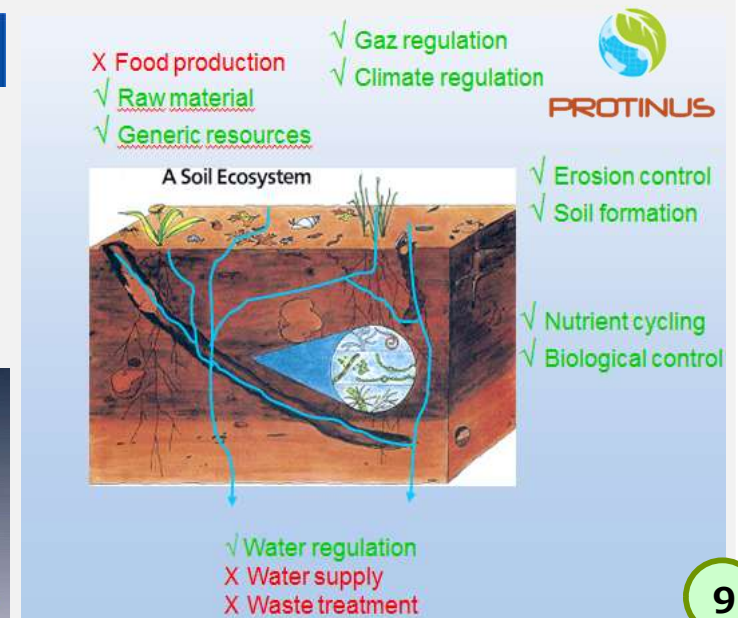 X Food production
√ Raw material
√ Generic resources
√ Gaz regulation
√ Climate regulation
PROTINUS
A Soil Ecosystem
√ Erosion control
√ Soil formation
√ Nutrient cycling
√ Biological control
√ Water regulation
X Water supply
X Waste treatment
9